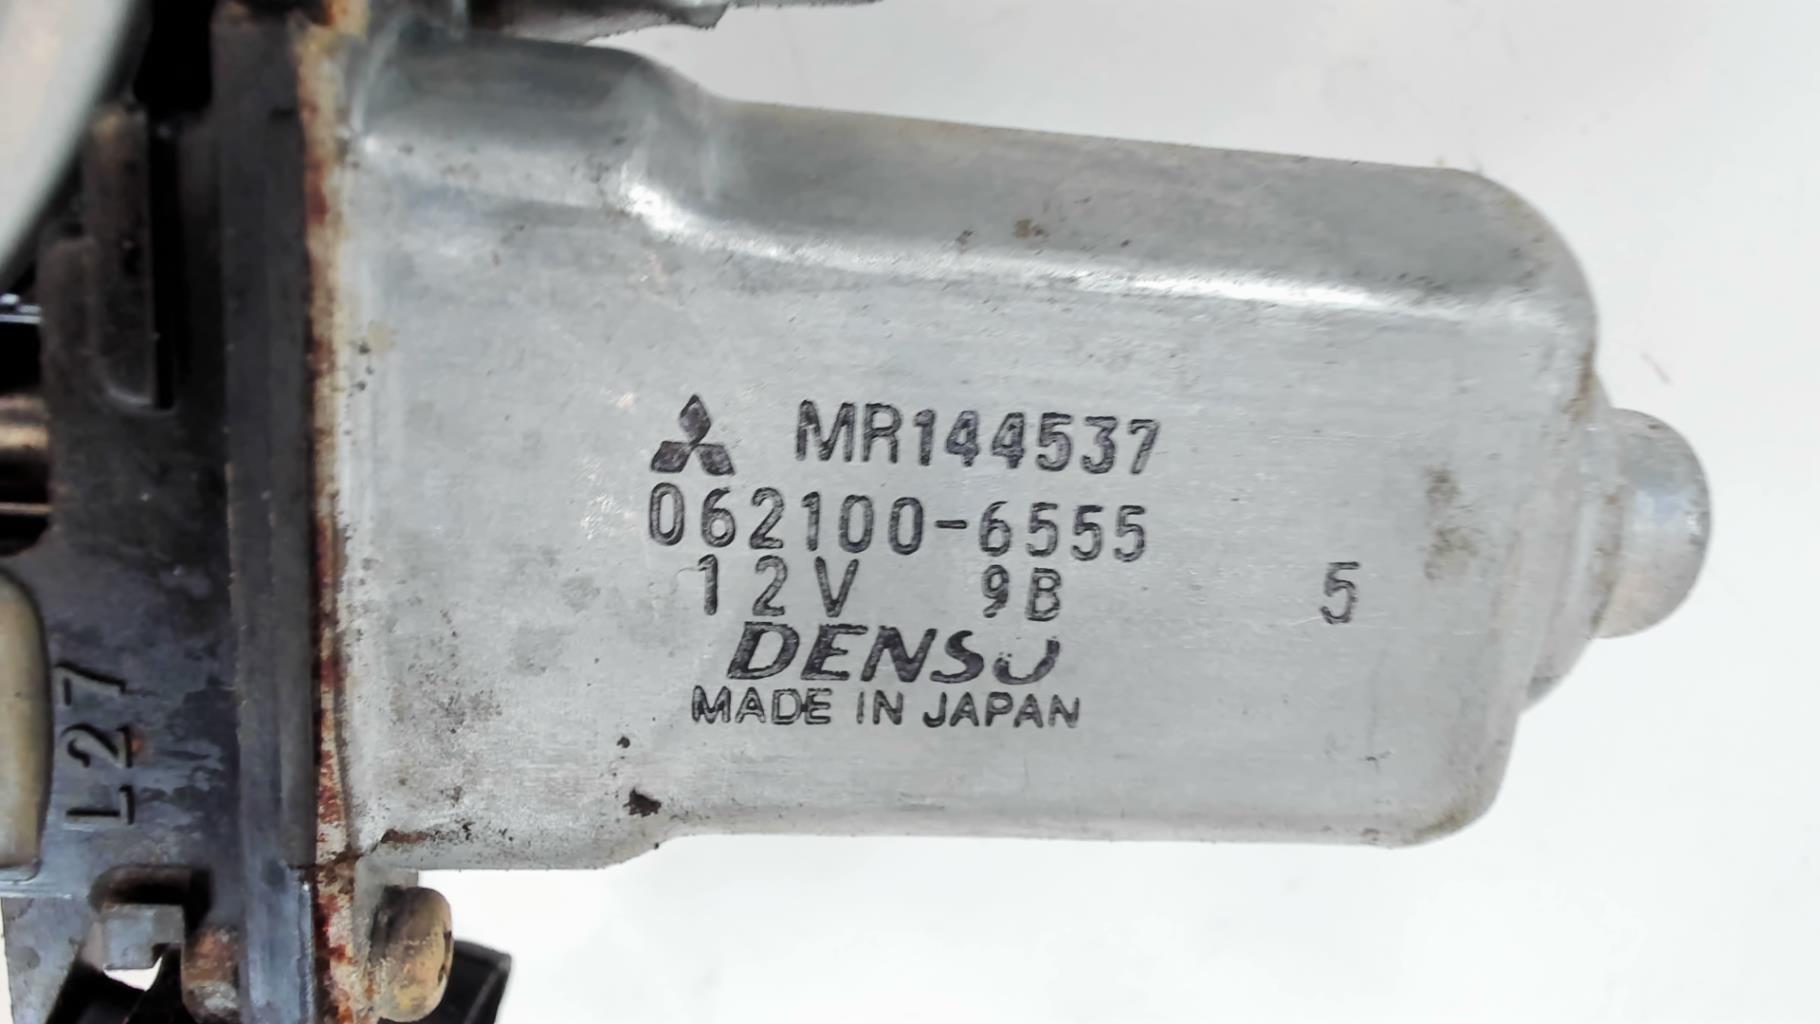 MR144537
062100-6555
12V 9B 5
DENSO
MADE IN JAPAN
L27